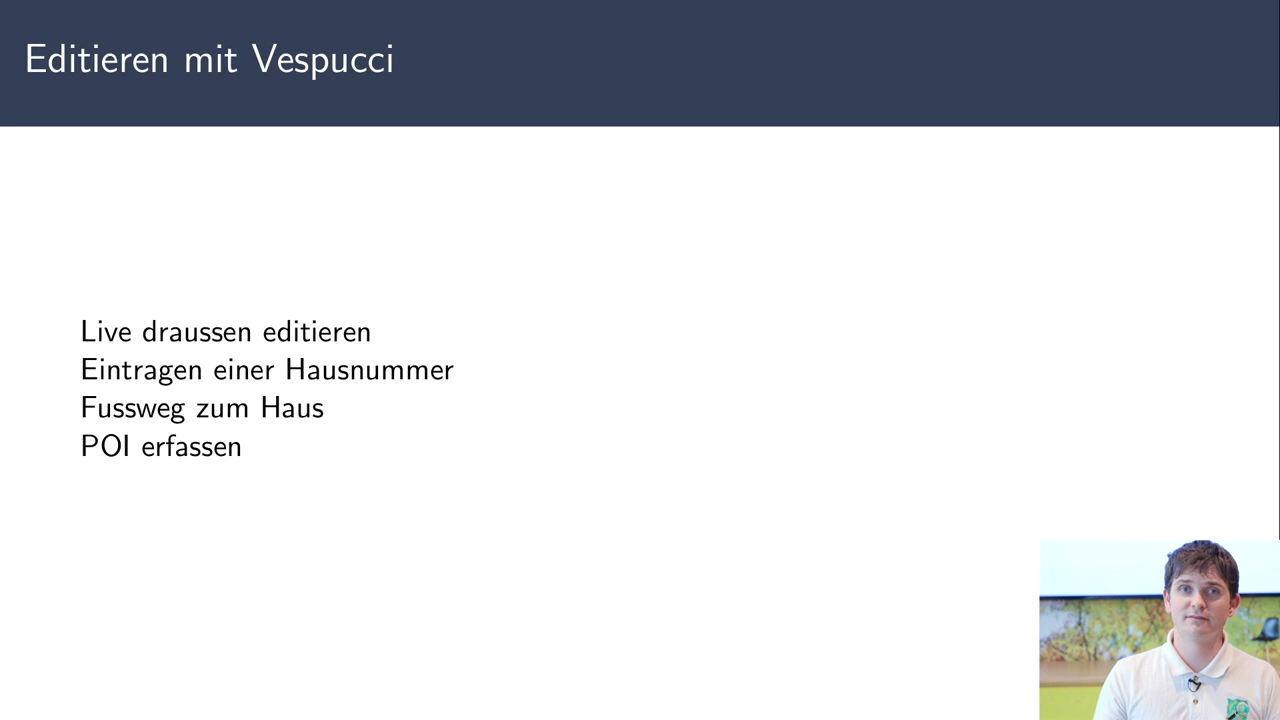 Editieren mit Vespucci
Live draussen editieren
Eintragen einer Hausnummer
Fussweg zum Haus
POI erfassen